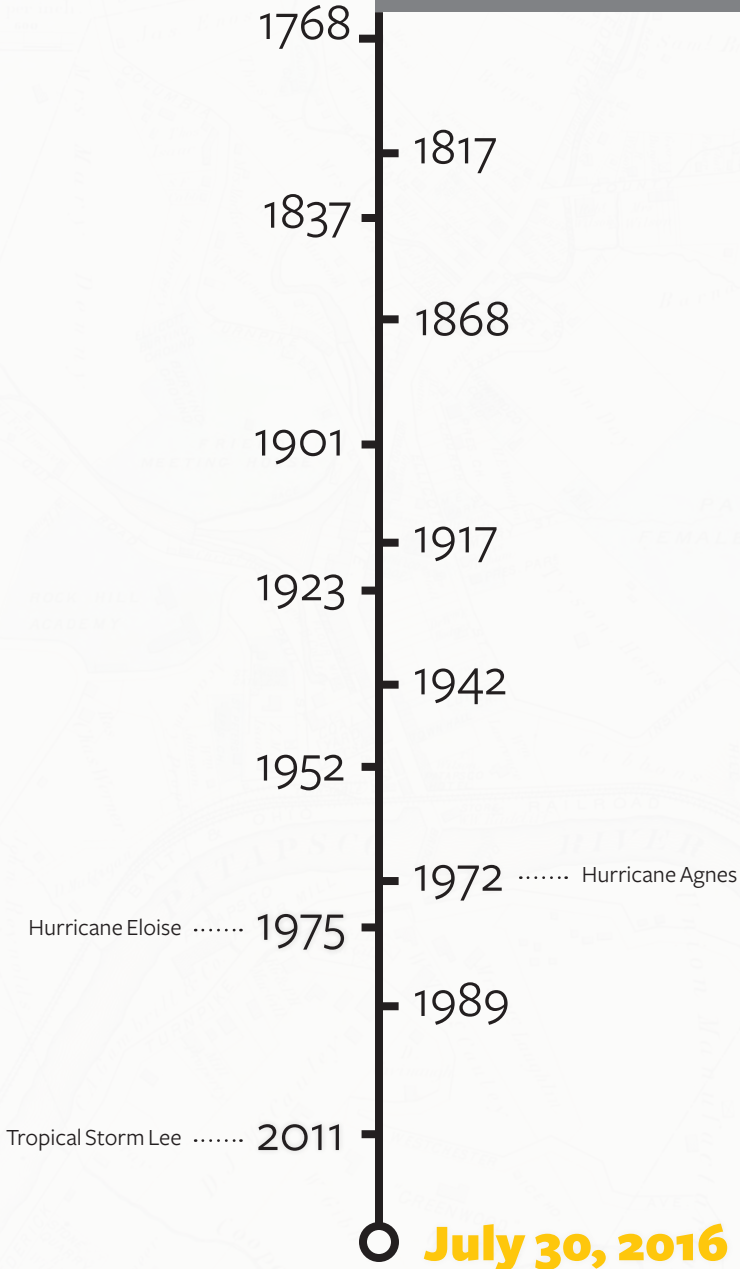 1768
1817
1837
1868
1901
1917
1923
1942
1952
1972 ....... Hurricane Agnes
Hurricane Eloise ....... 1975
1989
Tropical Storm Lee ....... 2011
July 30, 2016